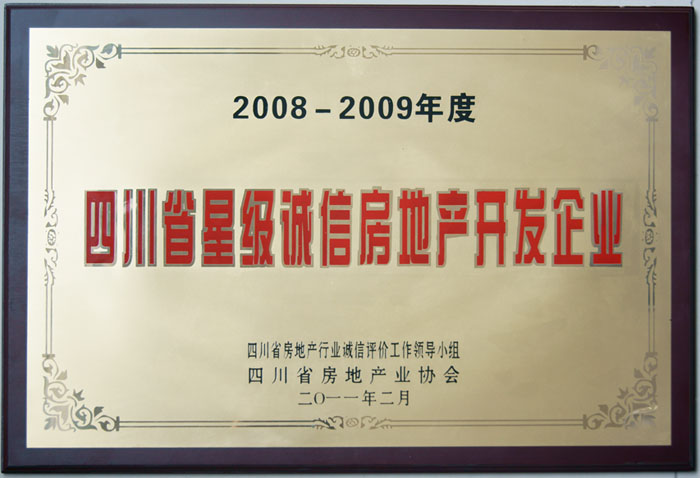 2008-2009年度
四川省星级诚信房地产开发企业
四川省房地产行业诚信评价工作领导小组
四川省房地产业协会
二〇一一年二月